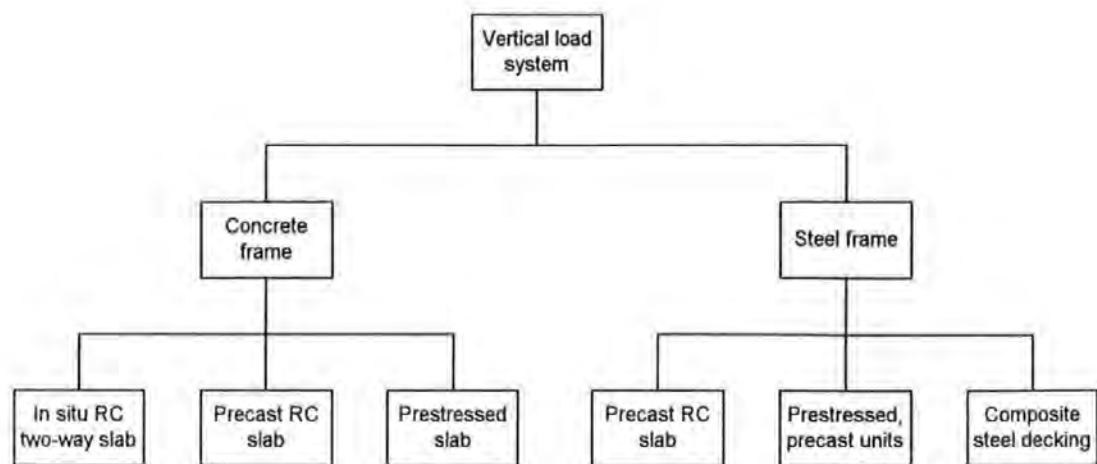 Vertical load
system
Concrete
frame
Steel frame
In situ RC
two-way slab
Precast RC
slab
Prestressed
slab
Precast RC
slab
Prestressed,
precast units
Composite
steel decking